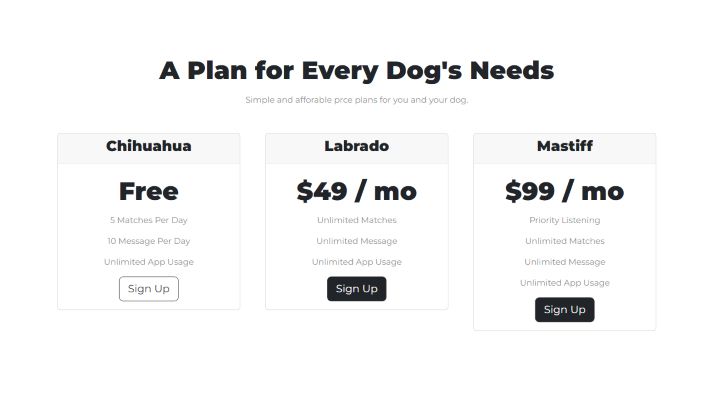 A Plan for Every Dog's Needs
Simple and afforable prce plans for you and your dog.
Chihuahua
Free
5 Matches Per Day
10 Message Per Day
Unlimited App Usage
Sign Up
Labrado
$49 / mo
Unlimited Matches
Unlimited Message
Unlimited App Usage
Sign Up
Mastiff
$99 / mo
Priority Listening
Unlimited Matches
Unlimited Message
Unlimited App Usage
Sign Up